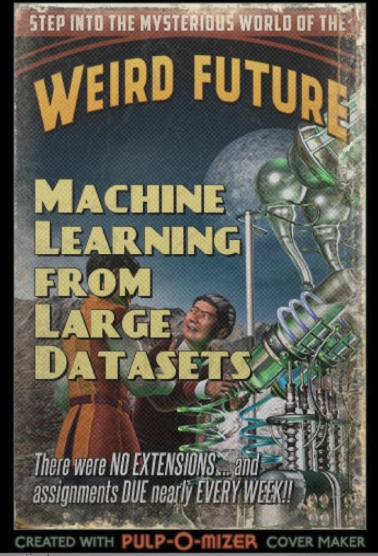 STEP INTO THE MYSTERIOUS WORLD OF THE
WEIRD FUTURE
MACHINE
LEARNING
FROM
LARGE
DATASETS
There were NO EXTENSIONS... and
assignments DUE nearly EVERY WEEK!!
CREATED WITH PULP-O-MIZER COVER MAKER